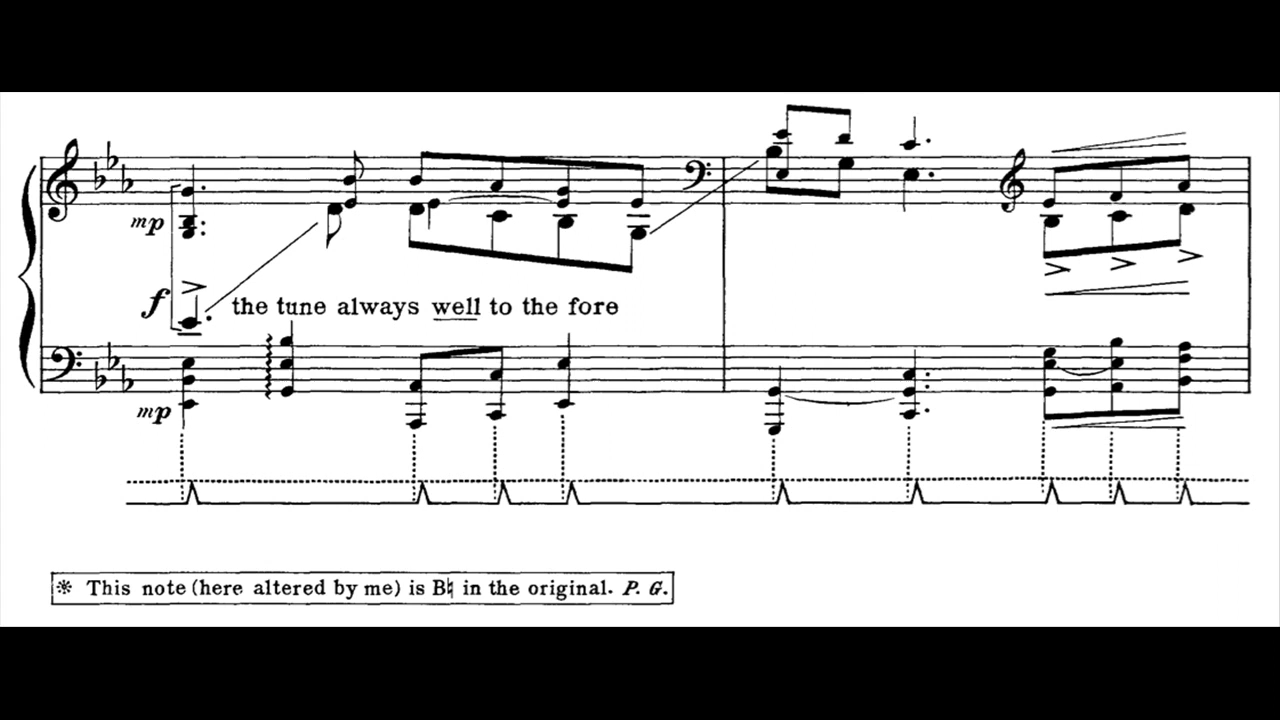 mp
f the tune always well to the fore
mp
* This note (here altered by me) is B♮ in the original. P. G.